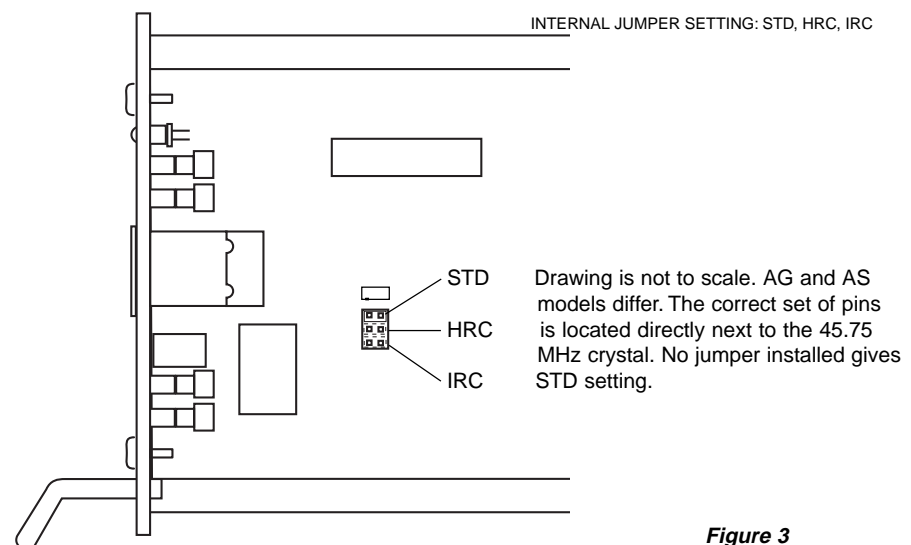 INTERNAL JUMPER SETTING: STD, HRC, IRC
STD
HRC
IRC
Drawing is not to scale. AG and AS
models differ. The correct set of pins
is located directly next to the 45.75
MHz crystal. No jumper installed gives
STD setting.
Figure 3